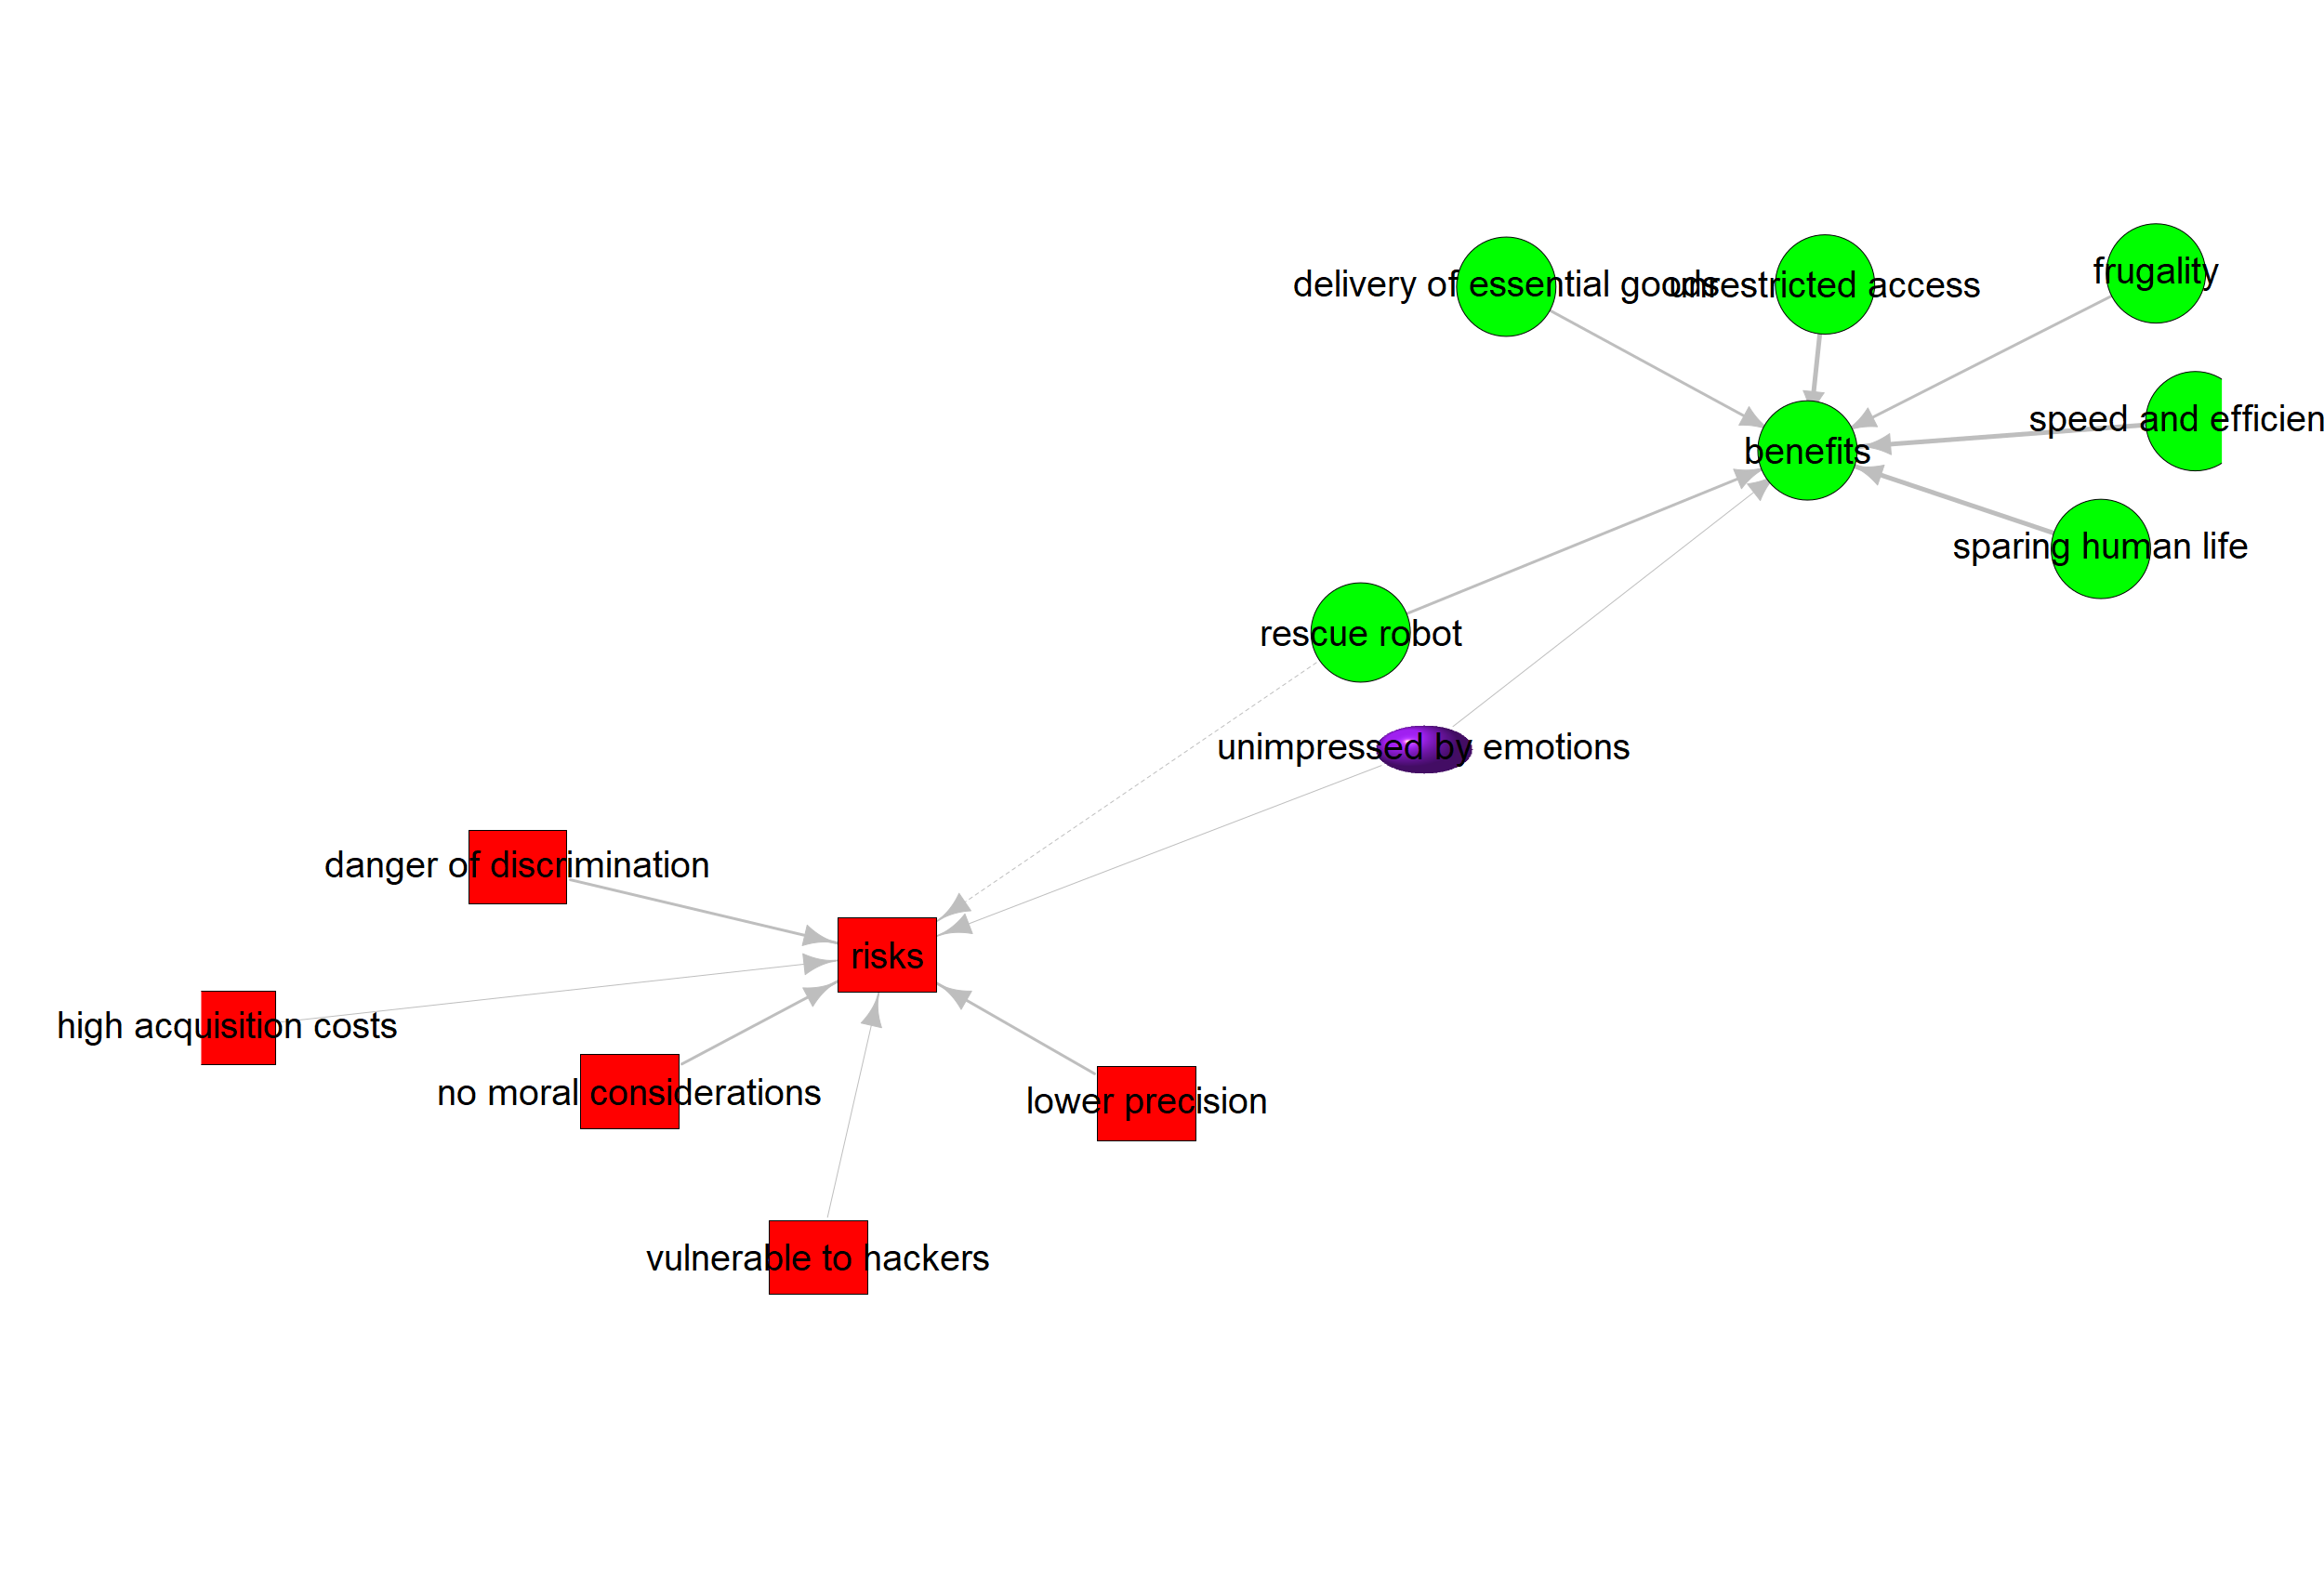 delivery of essential goods
unrestricted access
frugality
speed and efficien
benefits
sparing human life
rescue robot
unimpressed by emotions
danger of discrimination
risks
high acquisition costs
no moral considerations
lower precision
vulnerable to hackers